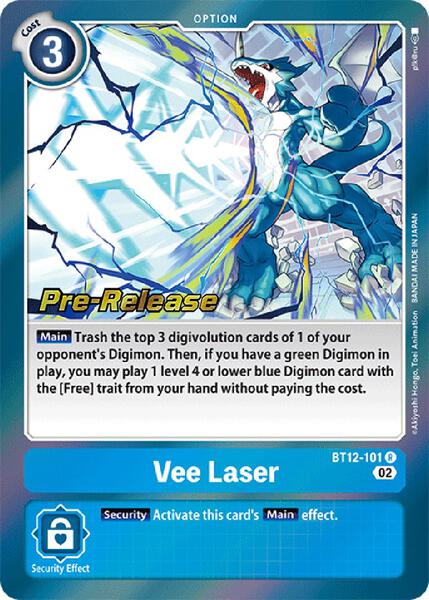 OPTION
Cost
3
Pre-Release
Main Trash the top 3 digivolution cards of 1 of your
opponent's Digimon. Then, if you have a green Digimon in
play, you may play 1 level 4 or lower blue Digimon card with
the [Free] trait from your hand without paying the cost.
©Akiyoshi Hongo, Toei Animation BANDAI MADE IN JAPAN
BT12-101 R
Vee Laser
02
Security Activate this card's Main effect.
Security Effect